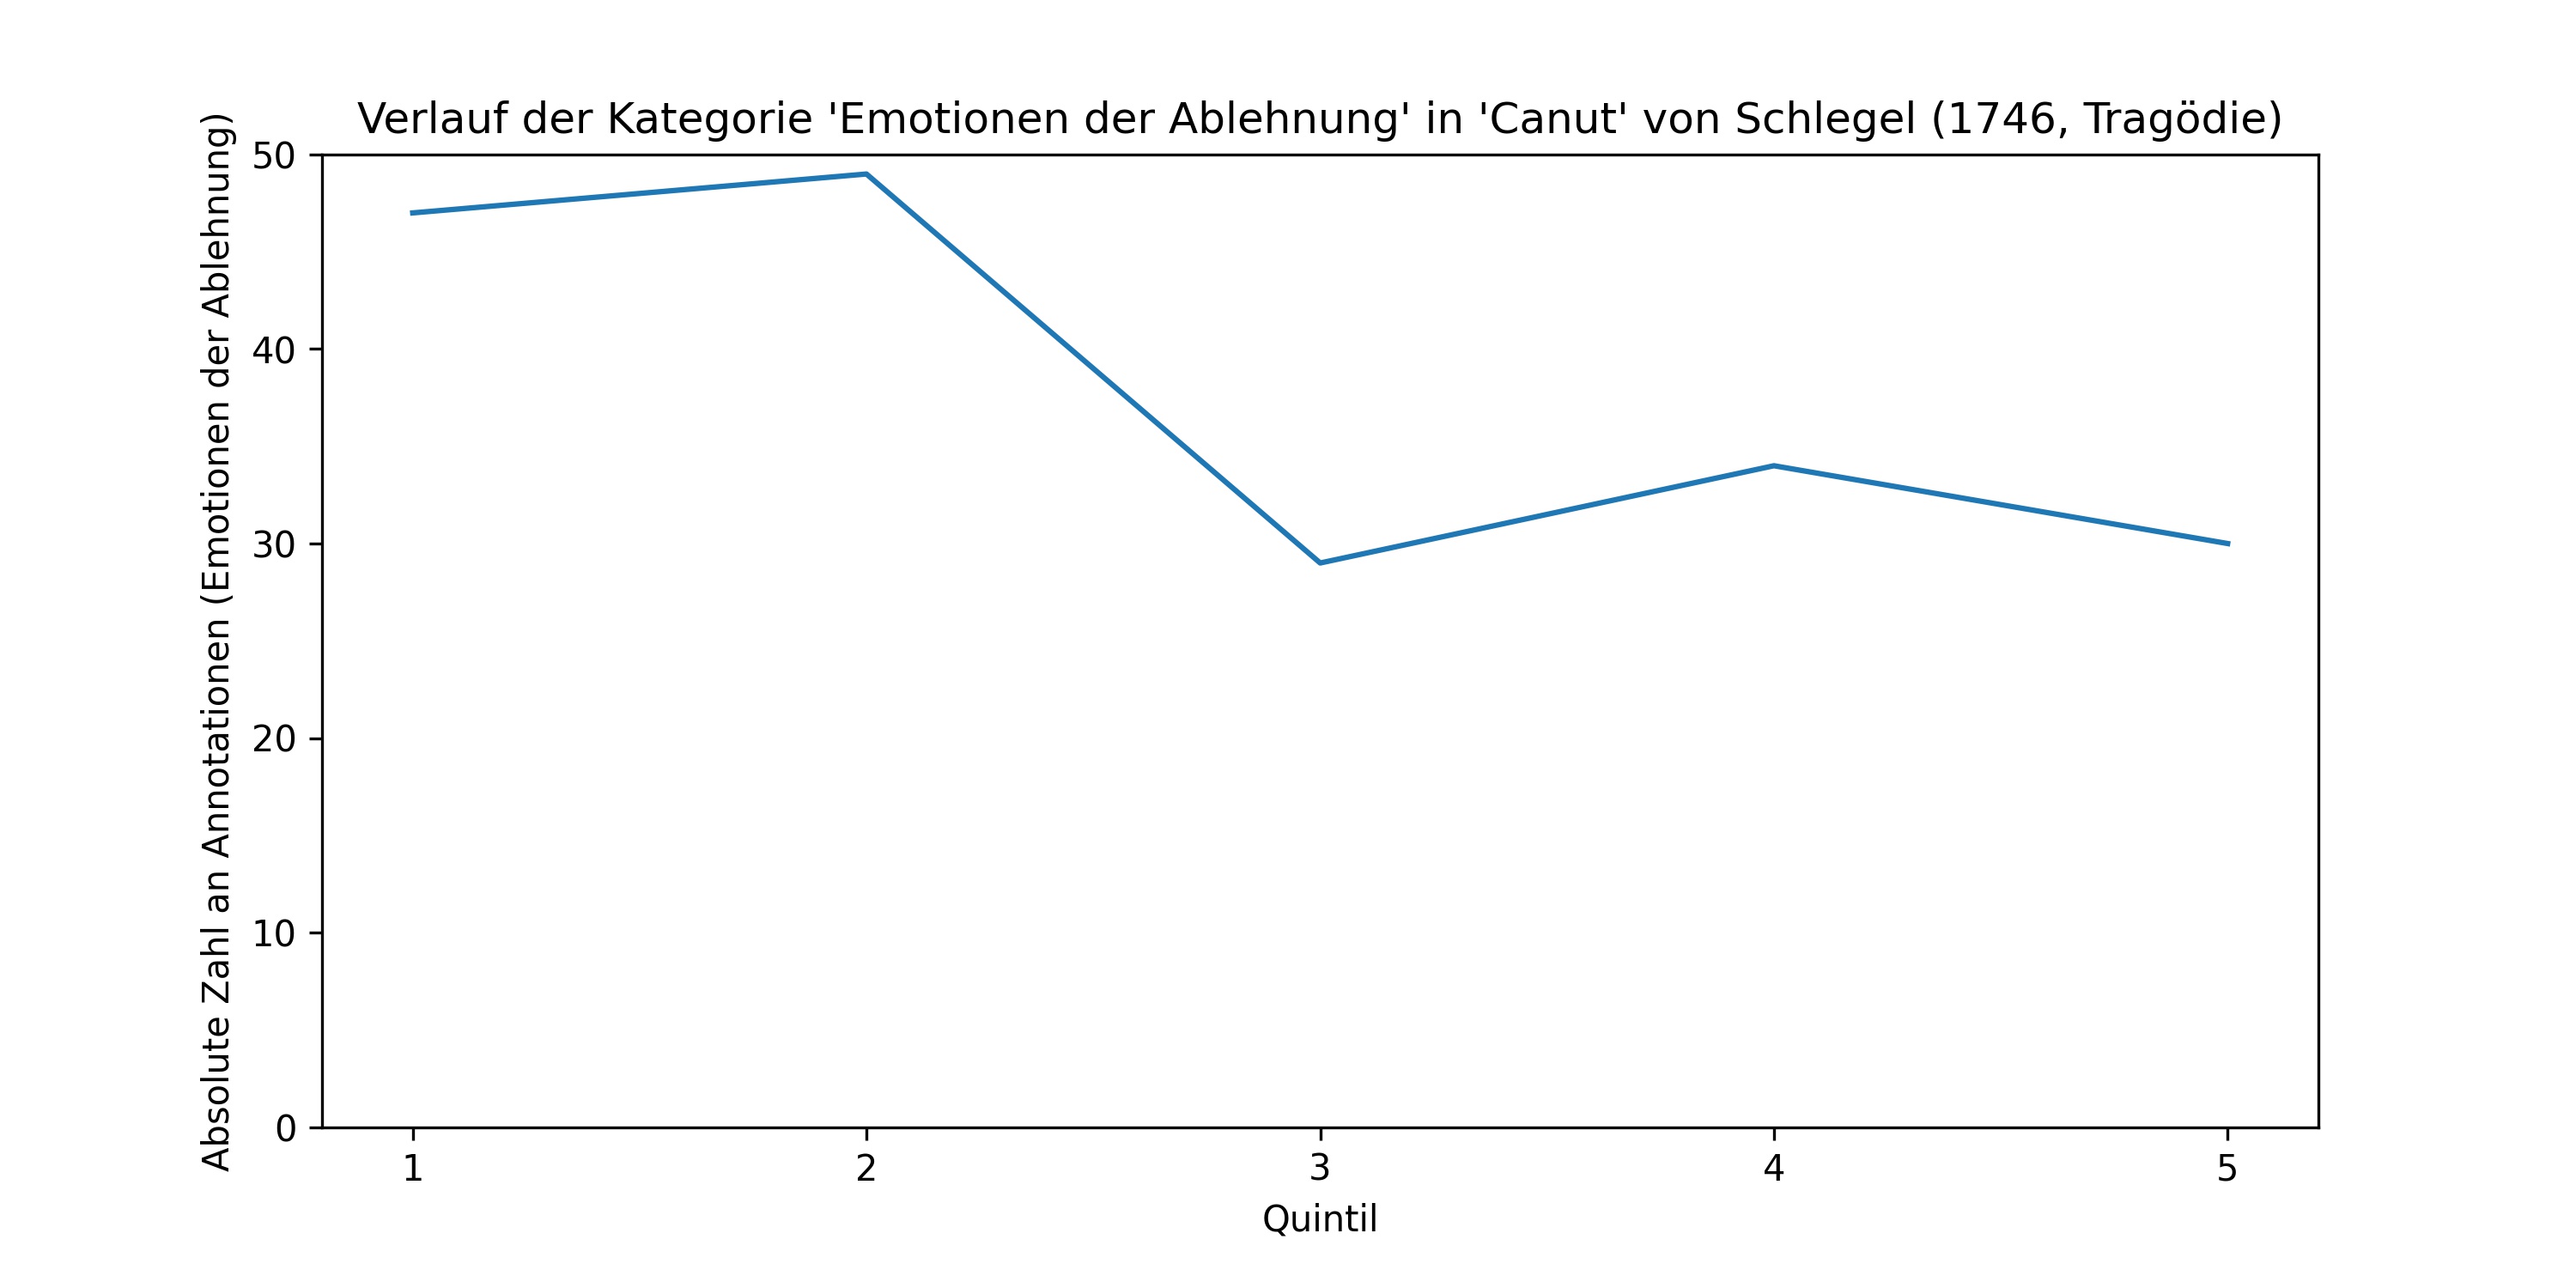 Verlauf der Kategorie 'Emotionen der Ablehnung' in 'Canut' von Schlegel (1746, Tragödie)
Absolute Zahl an Annotationen (Emotionen der Ablehnung)
50
40
30
20
10
0
1 2 3 4 5
Quintil